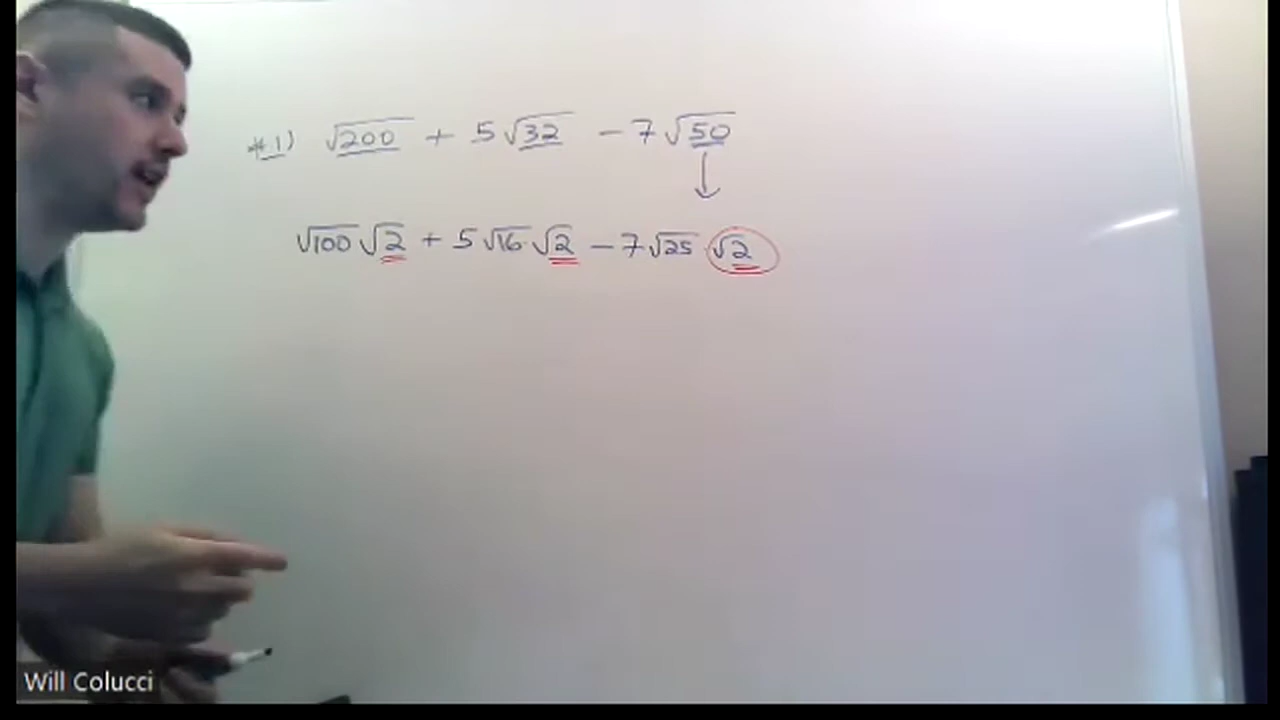 #1) √200 + 5√32 - 7√50
√100 √2 + 5√16 · √2 - 7√25 · √2
Will Colucci